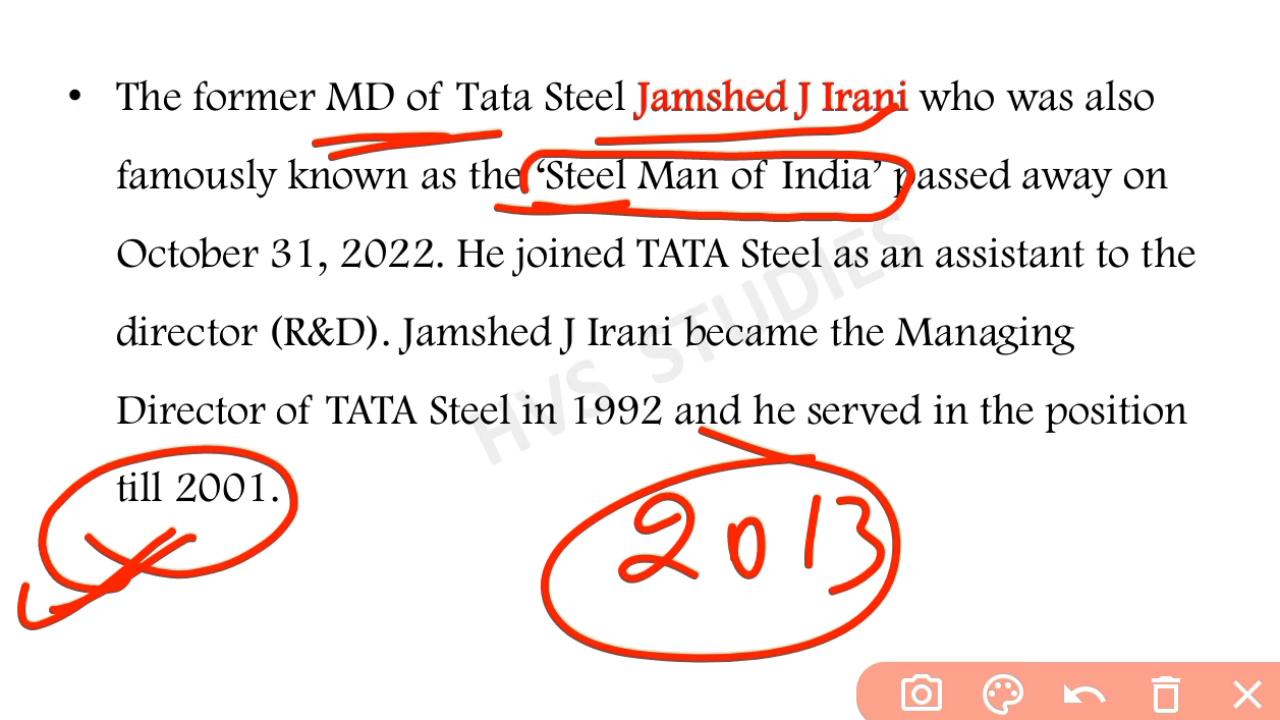 • The former MD of Tata Steel Jamshed J Irani who was also
famously known as the ‘Steel Man of India’ passed away on
October 31, 2022. He joined TATA Steel as an assistant to the
director (R&D). Jamshed J Irani became the Managing
Director of TATA Steel in 1992 and he served in the position
till 2001.
2013
HVS STUDIES